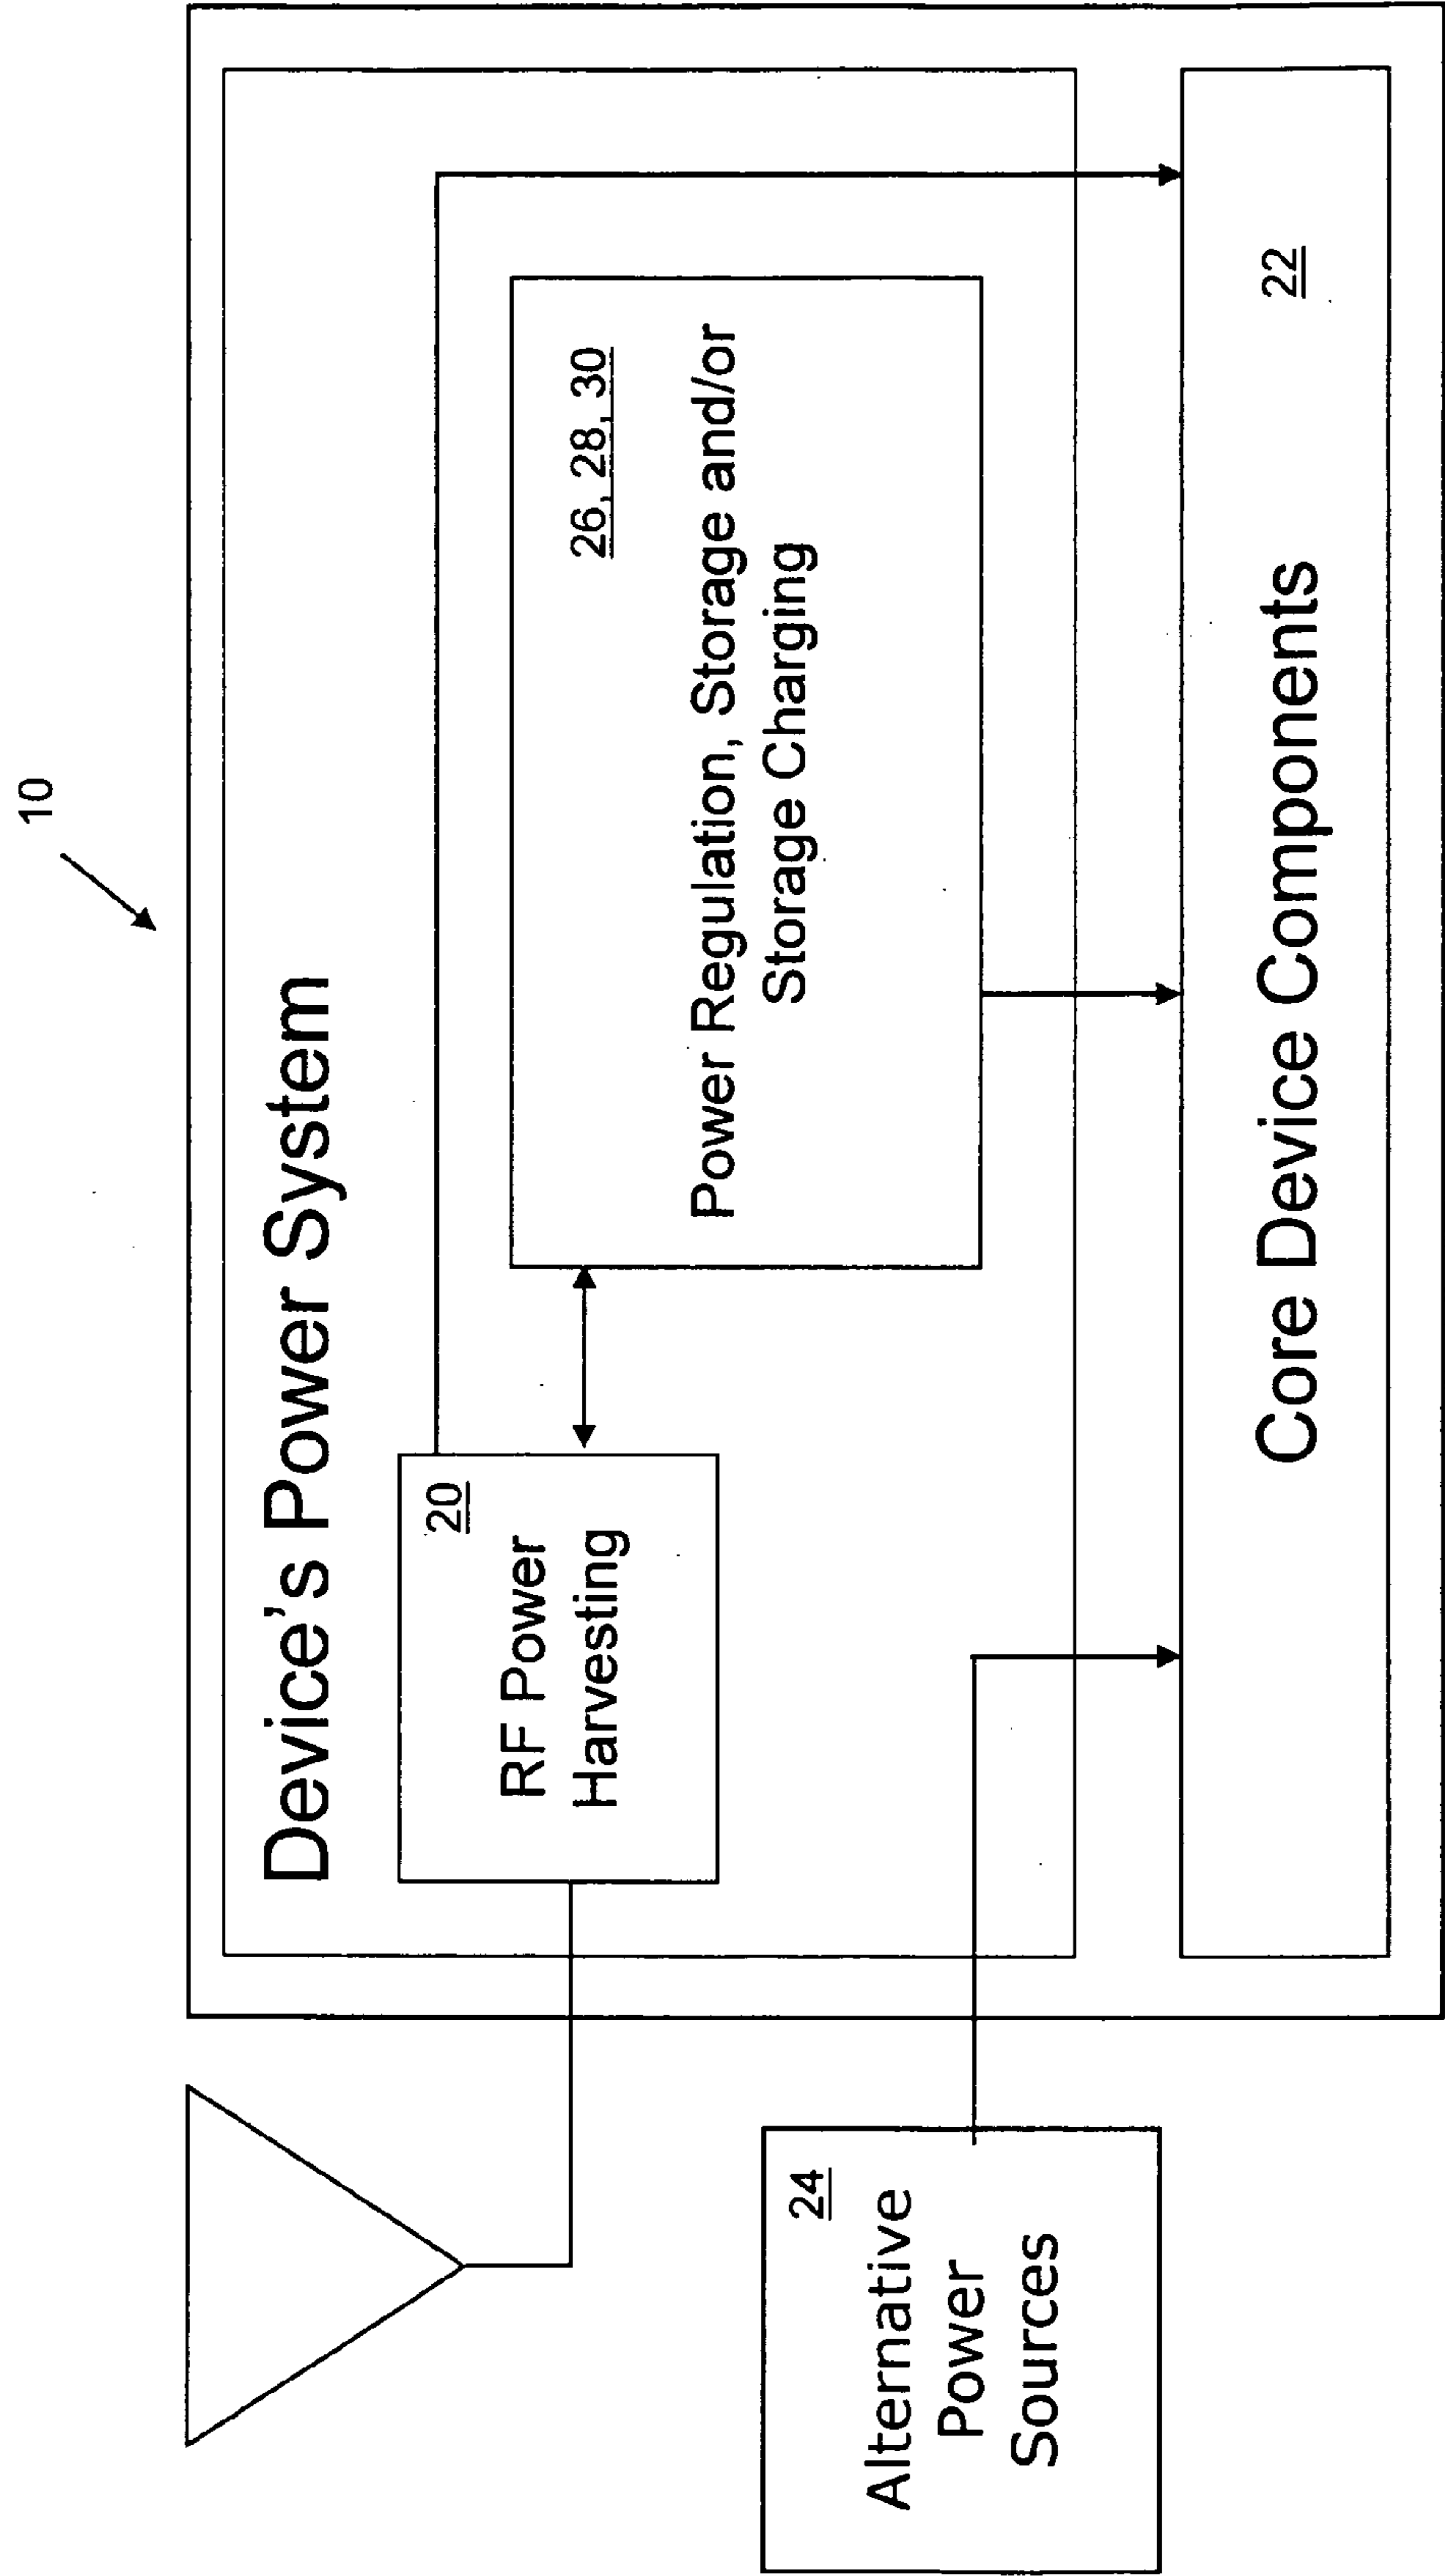 10
Device's Power System
20
RF Power
Harvesting
26, 28, 30
Power Regulation, Storage and/or
Storage Charging
24
Alternative
Power
Sources
22
Core Device Components